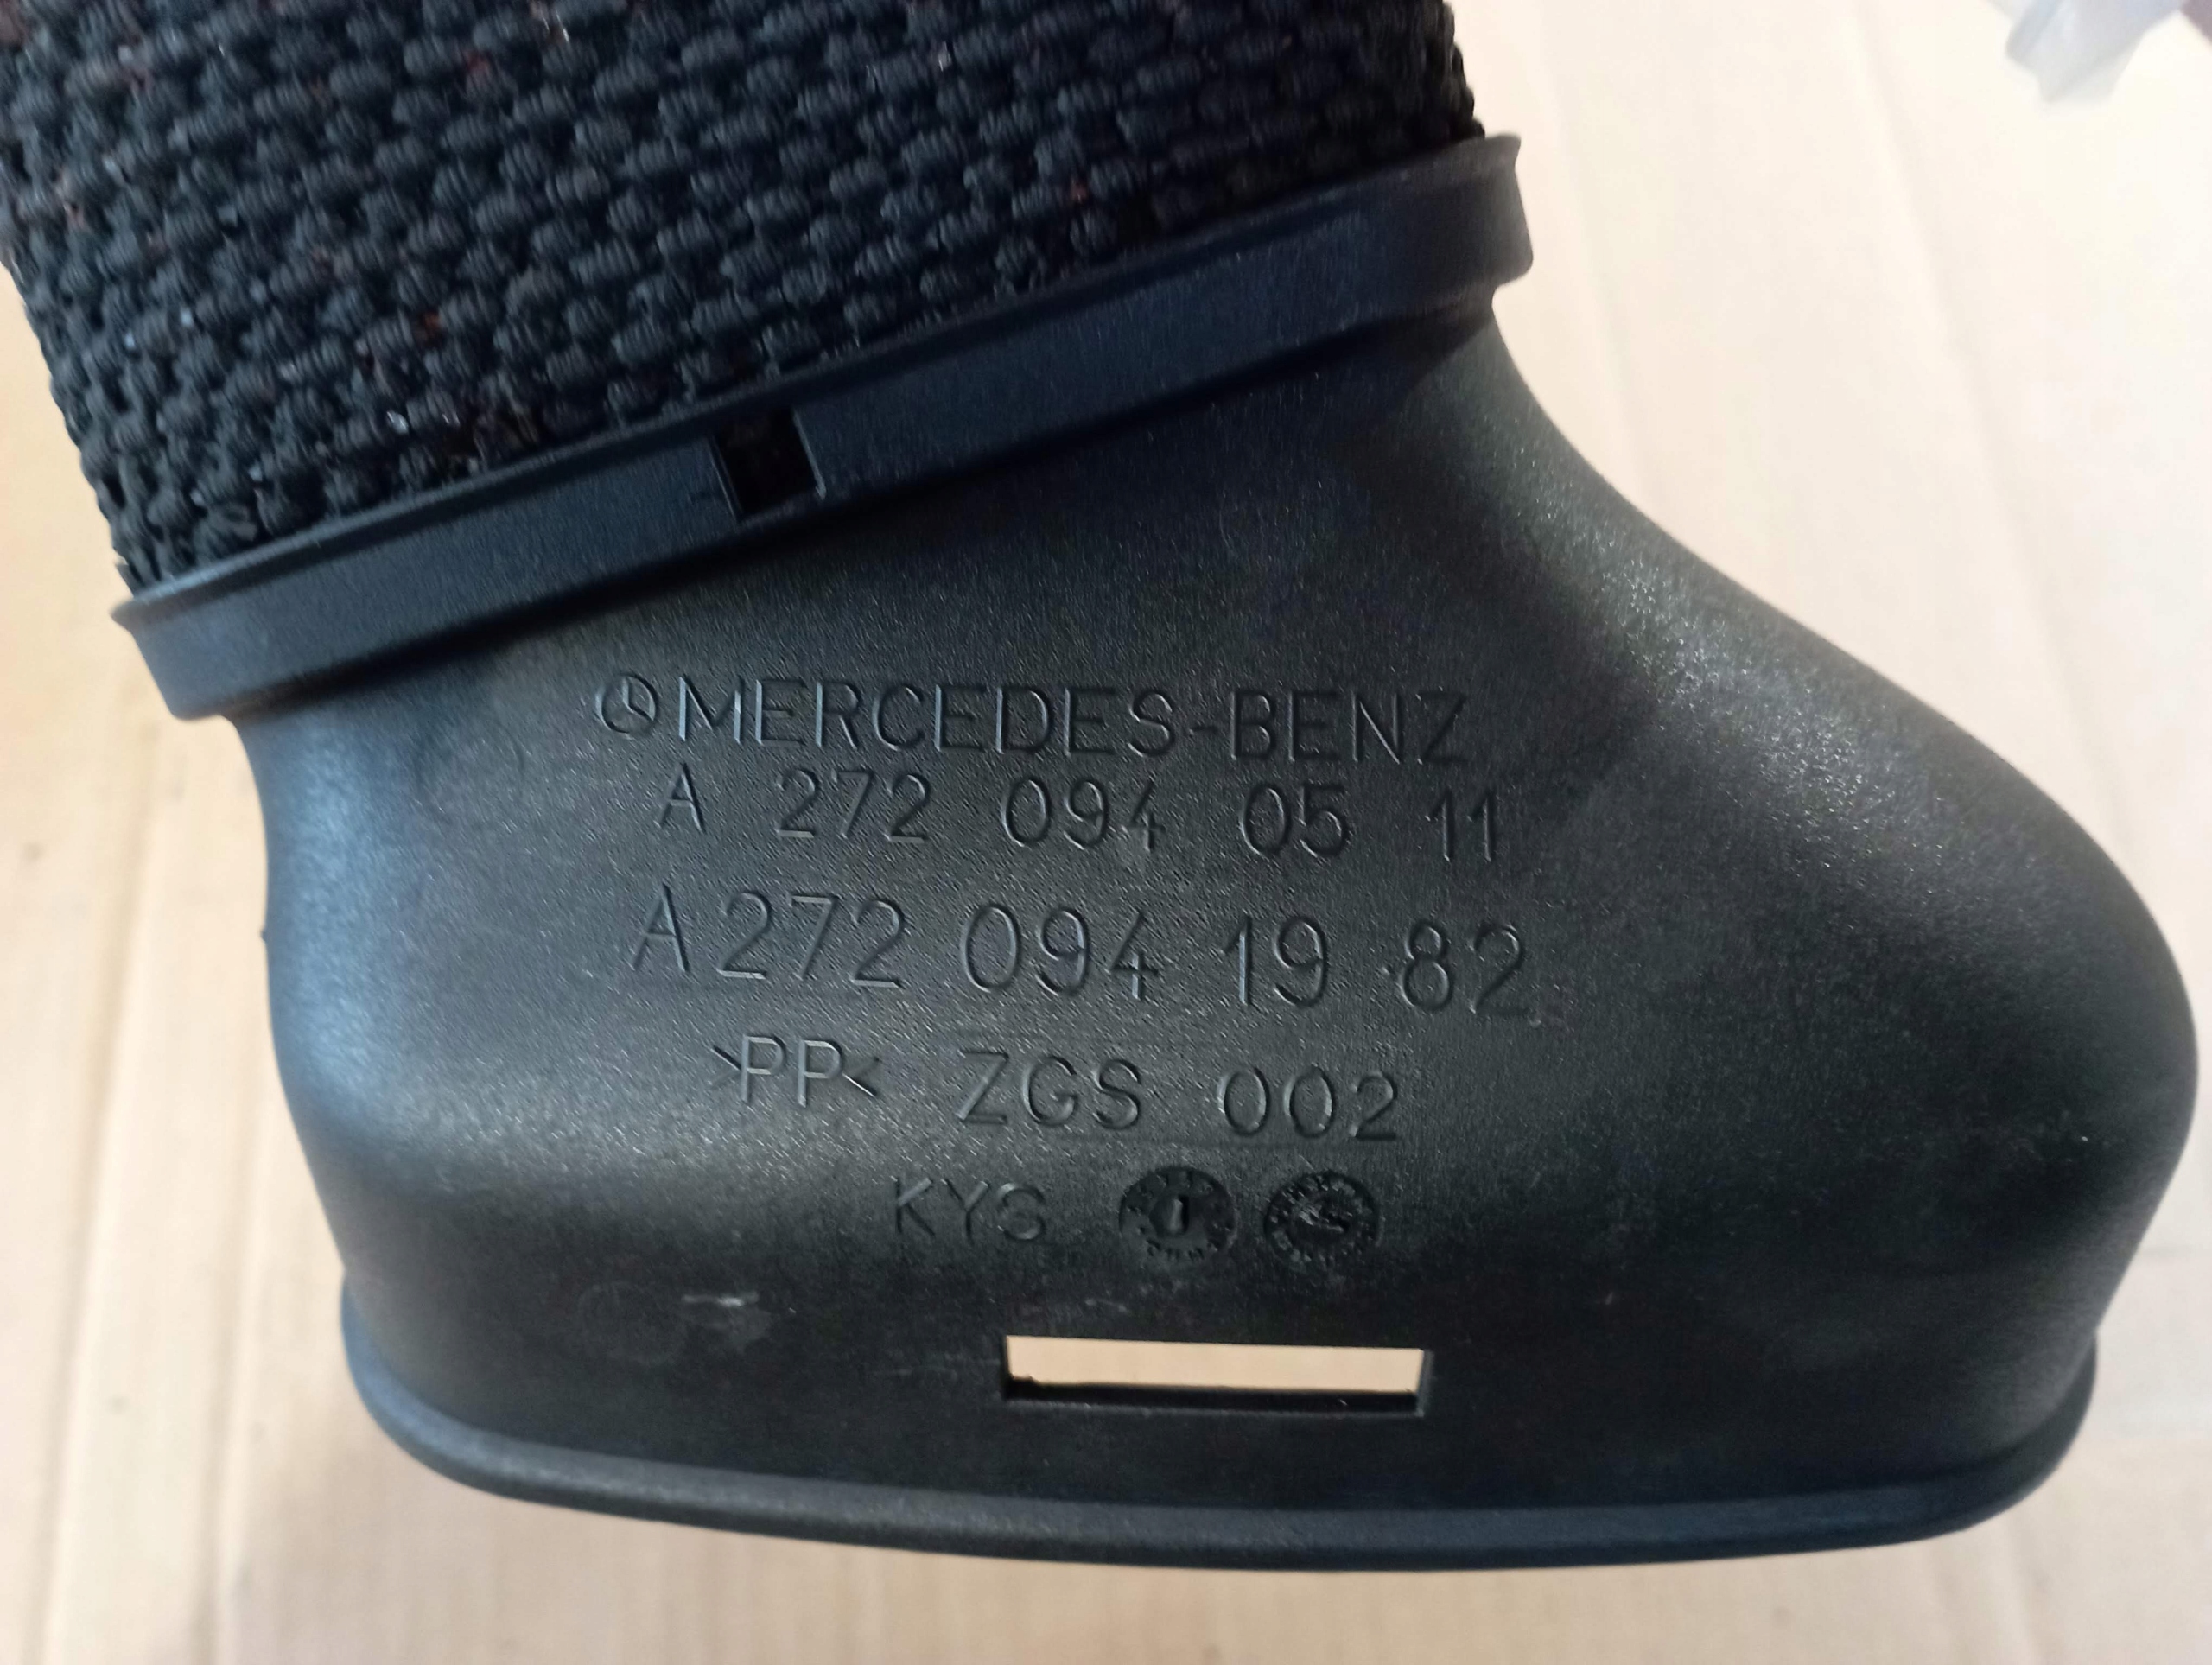 MERCEDES-BENZ
A 272 094 05 11
A 272 094 19 82
>PP< ZGS 002
KYG